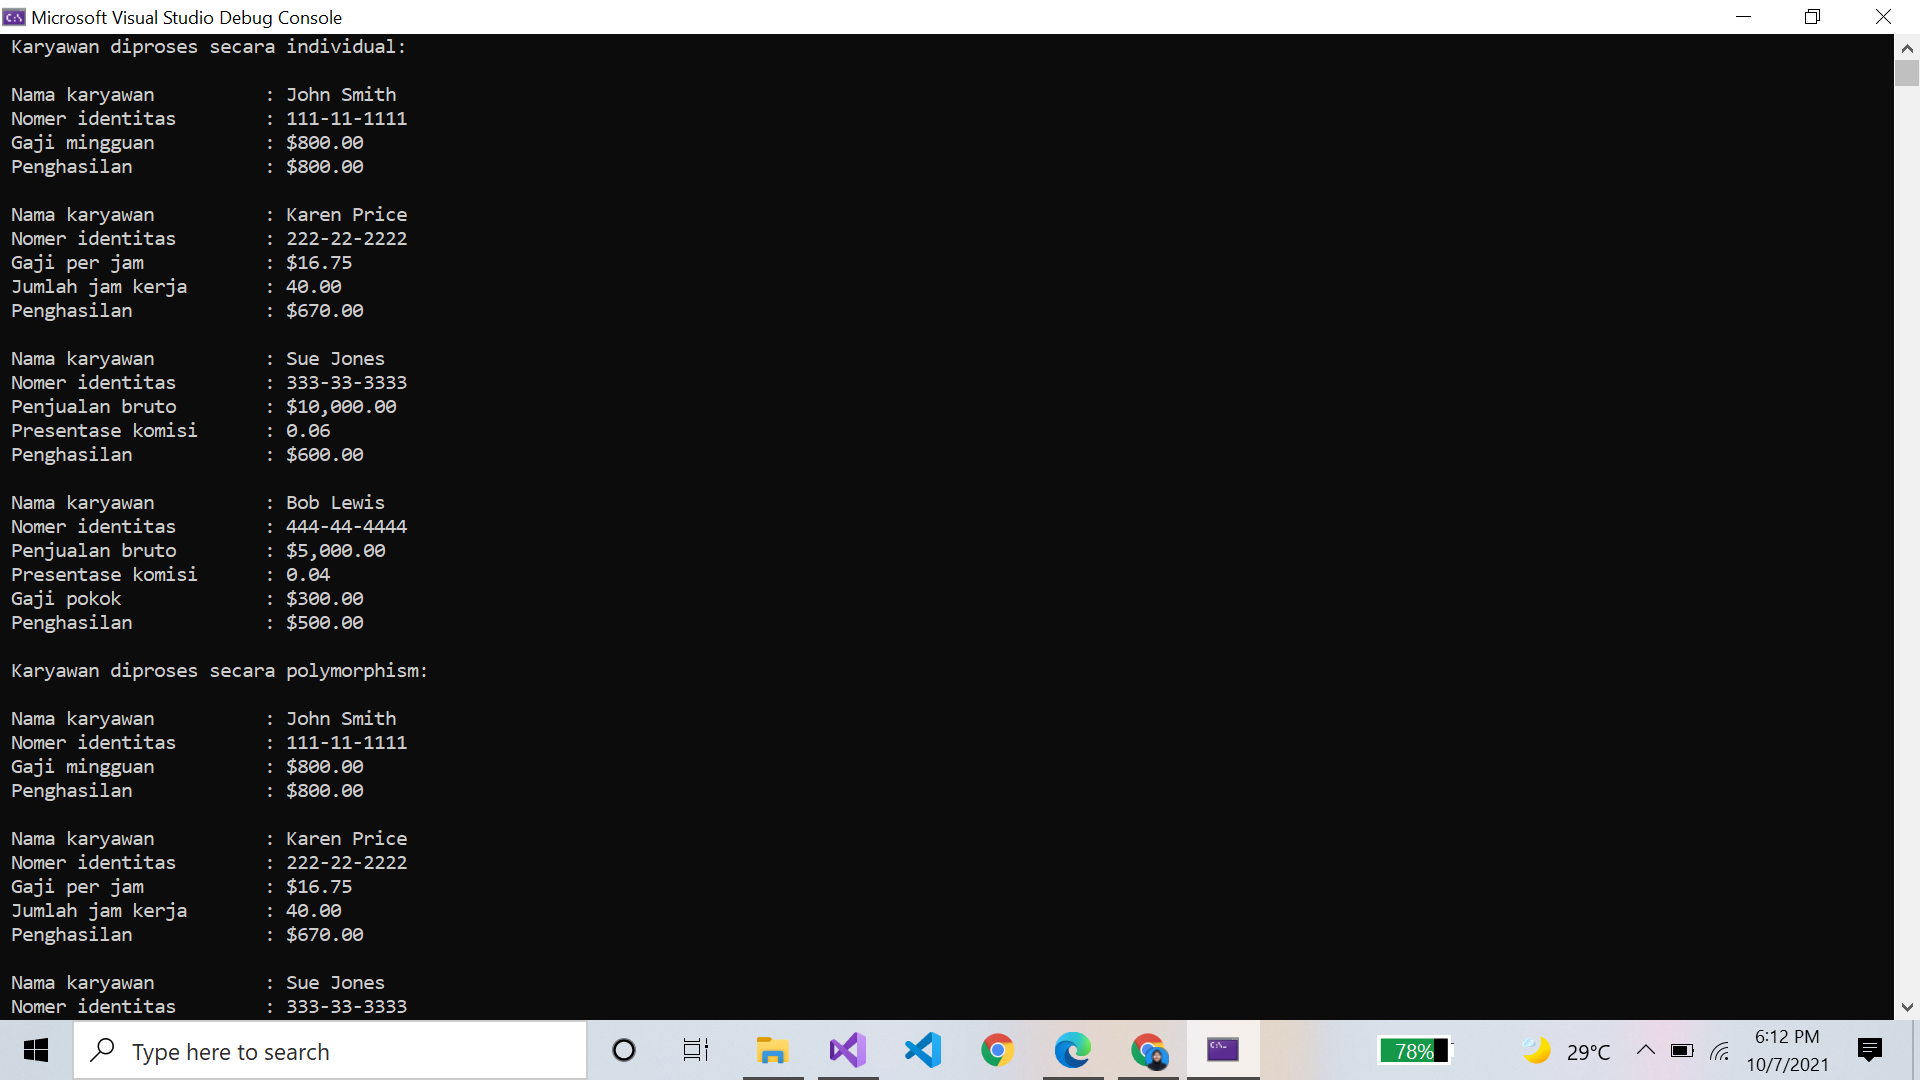 Microsoft Visual Studio Debug Console
Karyawan diproses secara individual:
Nama karyawan : John Smith
Nomer identitas : 111-11-1111
Gaji mingguan : $800.00
Penghasilan : $800.00
Nama karyawan : Karen Price
Nomer identitas : 222-22-2222
Gaji per jam : $16.75
Jumlah jam kerja : 40.00
Penghasilan : $670.00
Nama karyawan : Sue Jones
Nomer identitas : 333-33-3333
Penjualan bruto : $10,000.00
Presentase komisi : 0.06
Penghasilan : $600.00
Nama karyawan : Bob Lewis
Nomer identitas : 444-44-4444
Penjualan bruto : $5,000.00
Presentase komisi : 0.04
Gaji pokok : $300.00
Penghasilan : $500.00
Karyawan diproses secara polymorphism:
Nama karyawan : John Smith
Nomer identitas : 111-11-1111
Gaji mingguan : $800.00
Penghasilan : $800.00
Nama karyawan : Karen Price
Nomer identitas : 222-22-2222
Gaji per jam : $16.75
Jumlah jam kerja : 40.00
Penghasilan : $670.00
Nama karyawan : Sue Jones
Nomer identitas : 333-33-3333
Type here to search
78%
29°C
6:12 PM
10/7/2021